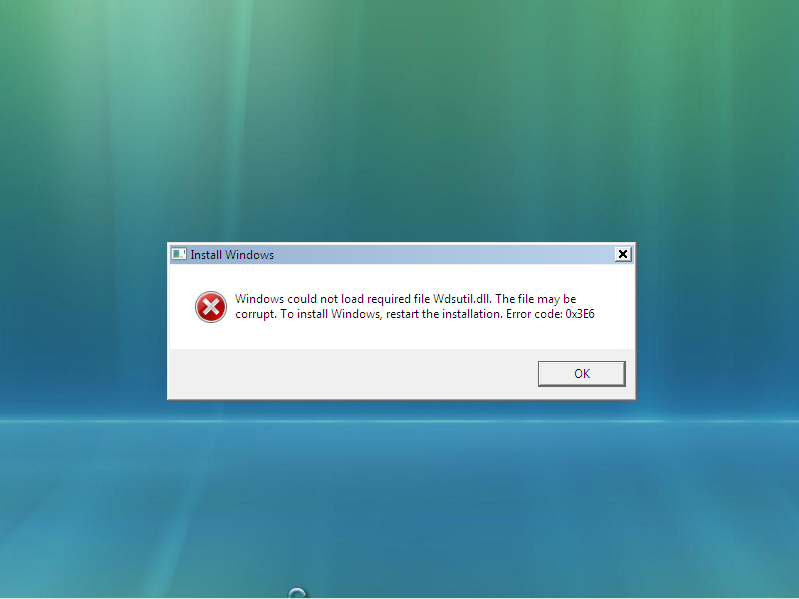 Install Windows
Windows could not load required file Wdsutil.dll. The file may be
corrupt. To install Windows, restart the installation. Error code: 0x3E6
OK